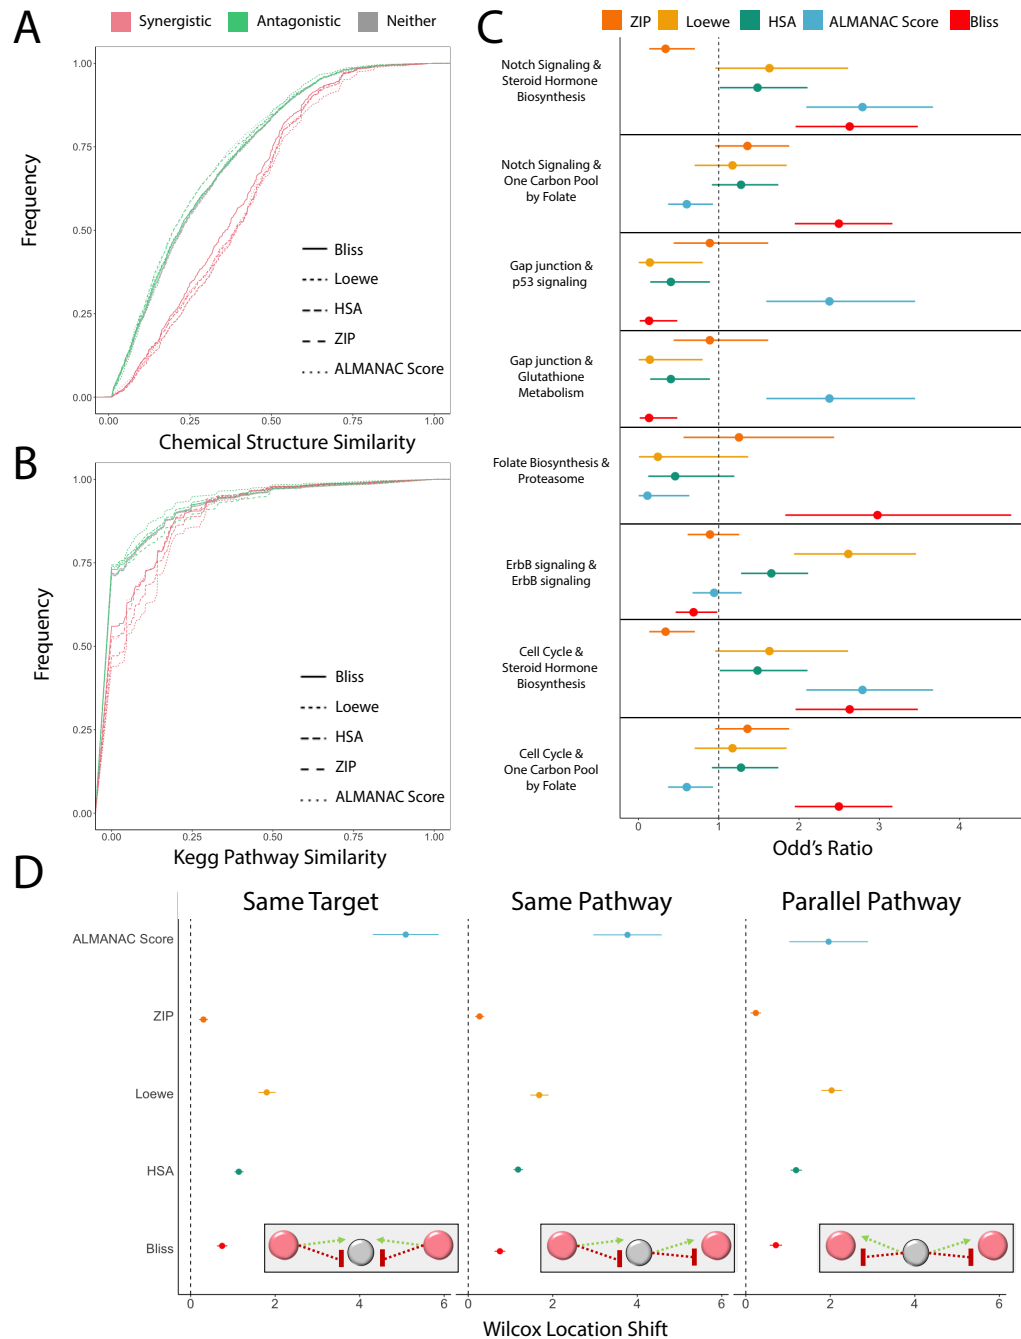 A
Synergistic Antagonistic Neither
Frequency
1.00
0.75
0.50
0.25
0.00
Bliss
Loewe
HSA
ZIP
ALMANAC Score
0.00 0.25 0.50 0.75 1.00
Chemical Structure Similarity
B
Frequency
1.00
0.75
0.50
0.25
0.00
Bliss
Loewe
HSA
ZIP
ALMANAC Score
0.00 0.25 0.50 0.75 1.00
Kegg Pathway Similarity
C
ZIP Loewe HSA ALMANAC Score Bliss
Notch Signaling &
Steroid Hormone
Biosynthesis
Notch Signaling &
One Carbon Pool
by Folate
Gap junction &
p53 signaling
Gap junction &
Glutathione
Metabolism
Folate Biosynthesis &
Proteasome
ErbB signaling &
ErbB signaling
Cell Cycle &
Steroid Hormone
Biosynthesis
Cell Cycle &
One Carbon Pool
by Folate
0 1 2 3 4
Odd's Ratio
D
Same Target Same Pathway Parallel Pathway
ALMANAC Score
ZIP
Loewe
HSA
Bliss
0 2 4 6 0 2 4 6 0 2 4 6
Wilcox Location Shift